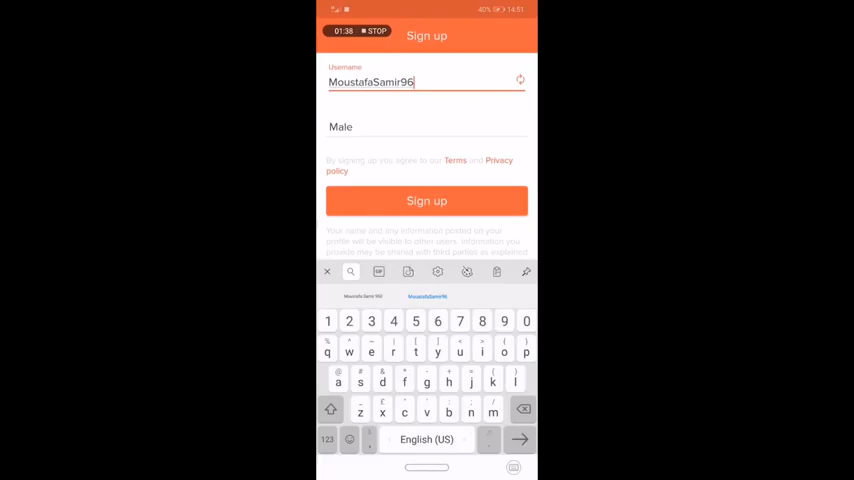 40% 14:51
01:38 STOP
Sign up
Username
MoustafaSamir96
Male
By signing up you agree to our Terms and Privacy
policy
Sign up
Your name and any information posted on your
profile will be visible to other users. Information you
provide may be shared with third parties as explained
GIF
Moustafa Samir 960 MoustafaSamir96
1 2 3 4 5 6 7 8 9 0
% ^ ~ | [ ] < > { }
q w e r t y u i o p
@ # & * - + = ( )
a s d f g h j k l
_ £ " ' : ; /
z x c v b n m
123 , English (US) .